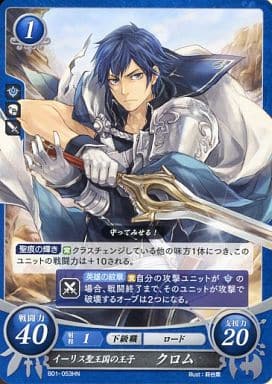 1
守ってみせる！
聖痕の輝き 常 クラスチェンジしている他の味方1体につき、この
ユニットの戦闘力は＋10される。
英雄の紋章 支 自分の攻撃ユニットが
の場合、戦闘終了まで、そのユニットが攻撃
で破壊するオーブは2つになる。
戦闘力
40
射程 1 下級職 ロード
支援力
20
イーリス聖王国の王子 クロム
B01-053HN